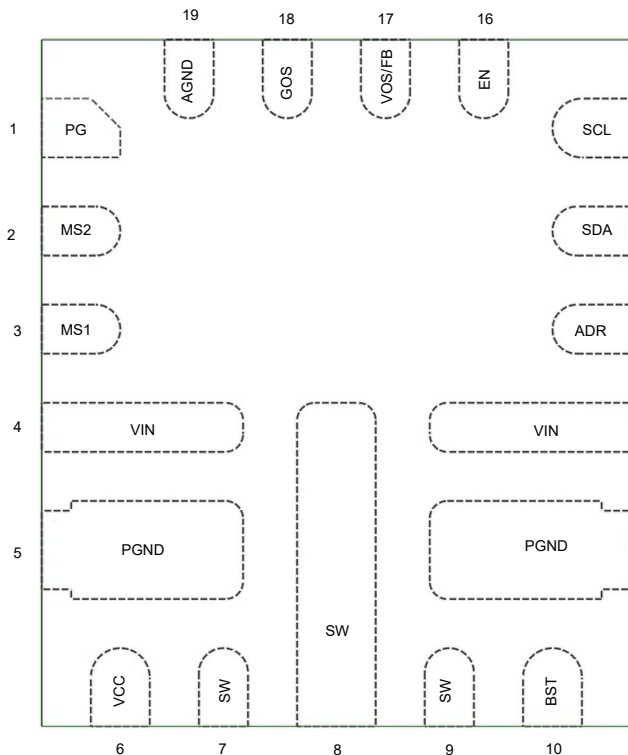 19 18 17 16
AGND GOS VOS/FB EN
1 PG SCL
2 MS2 SDA
3 MS1 ADR
4 VIN VIN
5 PGND PGND
SW
VCC SW SW BST
6 7 8 9 10